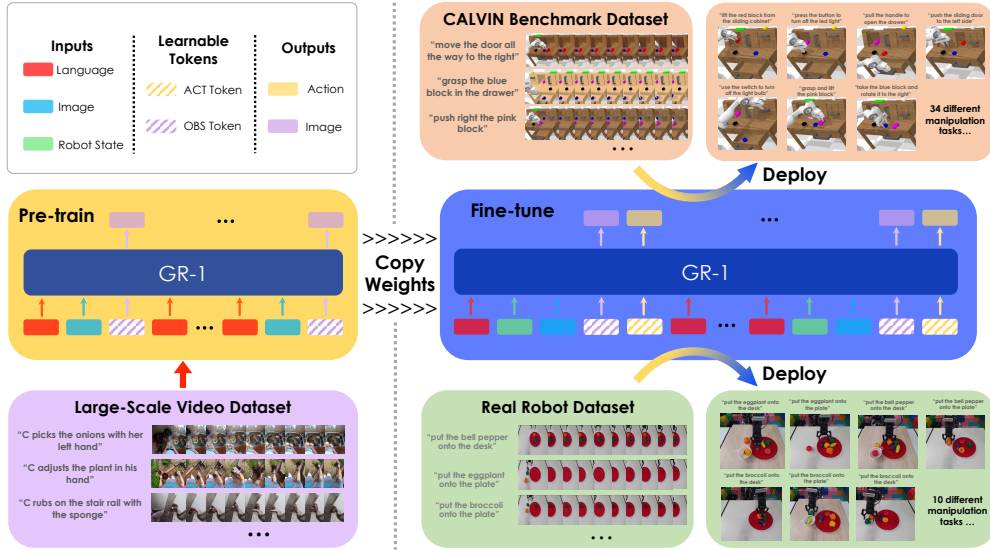 Inputs
Language
Image
Robot State
Learnable
Tokens
ACT Token
OBS Token
Outputs
Action
Image
CALVIN Benchmark Dataset
“move the door all
the way to the right”
“grasp the blue
block in the drawer”
“push right the pink
block”
...
“lift the red block from
the sliding cabinet”
“press the button to
turn off the led light”
“pull the handle to
open the drawer”
“push the sliding door
to the left side”
“use the switch to turn
off the light bulb”
“grasp and lift
the pink block”
“take the blue block and
rotate it to the right”
34 different
manipulation
tasks...
Deploy
Pre-train
...
GR-1
...
>>>>>>
Copy
Weights
>>>>>>
Fine-tune
...
GR-1
...
Deploy
Large-Scale Video Dataset
“C picks the onions with her
left hand”
“C adjusts the plant in his
hand”
“C rubs on the stair rail with
the sponge”
...
Real Robot Dataset
“put the bell pepper
onto the desk”
“put the eggplant
onto the plate”
“put the broccoli
onto the plate”
...
“put the eggplant onto
the desk”
“put the eggplant onto
the plate”
“put the bell pepper
onto the desk”
“put the bell pepper
onto the plate”
“put the broccoli onto
the desk”
“put the broccoli onto
the plate”
“put the broccoli onto
the desk”
10 different
manipulation
tasks ...